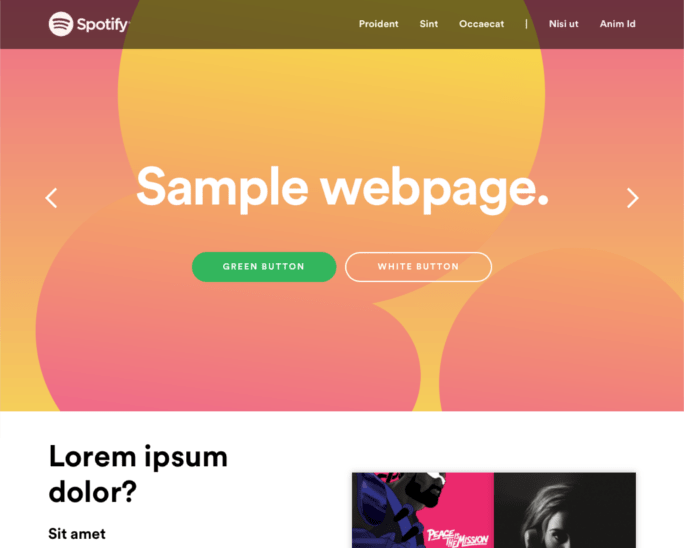 Spotify
Proident Sint Occaecat | Nisi ut Anim Id
Sample webpage.
GREEN BUTTON WHITE BUTTON
Lorem ipsum
dolor?
Sit amet
PEACE IS THE MISSION